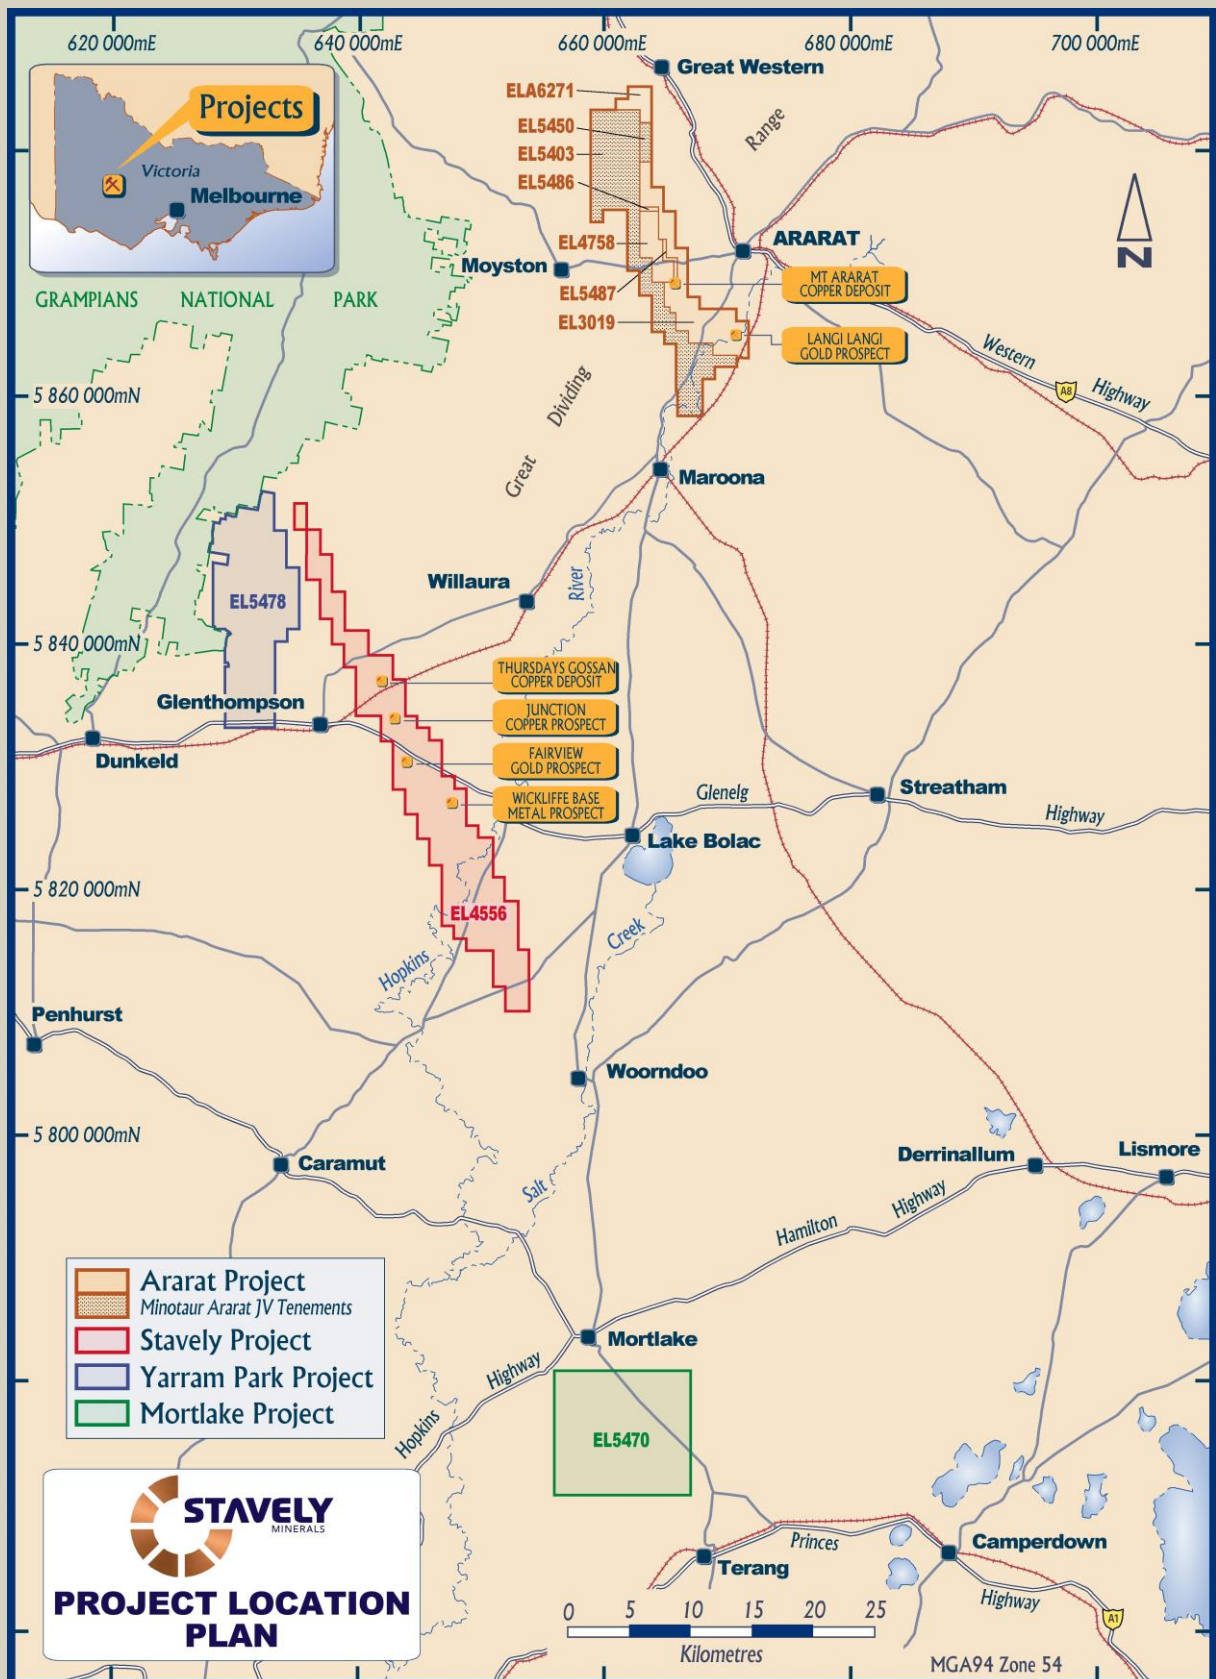 620 000mE
640 000mE
660 000mE
680 000mE
700 000mE
Projects
Victoria
Melbourne
Great Western
ELA6271
EL5450
EL5403
EL5486
EL4758
EL5487
EL3019
Range
ARARAT
Moyston
MT ARARAT
COPPER DEPOSIT
LANGI LANGI
GOLD PROSPECT
N
GRAMPIANS NATIONAL PARK
Western
Highway
A8
Dividing
Great
5 860 000mN
Maroona
Willaura
River
EL5478
5 840 000mN
THURSDAYS GOSSAN
COPPER DEPOSIT
JUNCTION
COPPER PROSPECT
FAIRVIEW
GOLD PROSPECT
WICKLIFFE BASE
METAL PROSPECT
Glenthompson
Dunkeld
Glenelg
Streatham
Highway
Lake Bolac
5 820 000mN
EL4556
Creek
Hopkins
Penhurst
Woorndoo
5 800 000mN
Caramut
Salt
Derrinallum
Lismore
Highway
Hamilton
Ararat Project
Minotaur Ararat JV Tenements
Stavely Project
Yarram Park Project
Mortlake Project
Mortlake
Highway
Hopkins
EL5470
STAVELY
MINERALS
PROJECT LOCATION
PLAN
Terang
Princes
Camperdown
Highway
A1
0 5 10 15 20 25
Kilometres
MGA94 Zone 54